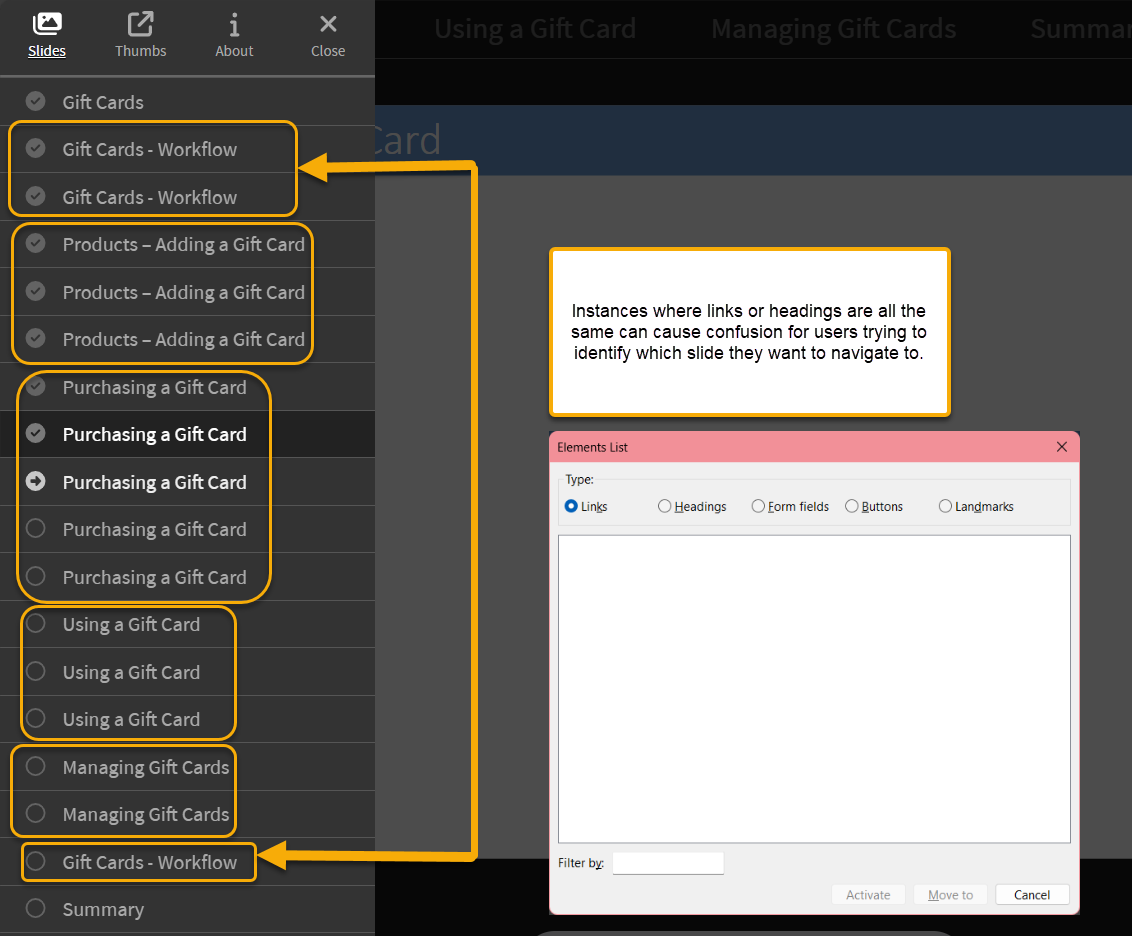 Slides
Thumbs
About
Close
Using a Gift Card
Managing Gift Cards
Card
Gift Cards
Gift Cards - Workflow
Gift Cards - Workflow
Products – Adding a Gift Card
Products – Adding a Gift Card
Products – Adding a Gift Card
Purchasing a Gift Card
Purchasing a Gift Card
Purchasing a Gift Card
Purchasing a Gift Card
Purchasing a Gift Card
Using a Gift Card
Using a Gift Card
Using a Gift Card
Managing Gift Cards
Managing Gift Cards
Gift Cards - Workflow
Summary
Instances where links or headings are all the
same can cause confusion for users trying to
identify which slide they want to navigate to.
Elements List
Type:
Links
Headings
Form fields
Buttons
Landmarks
Filter by:
Activate
Move to
Cancel